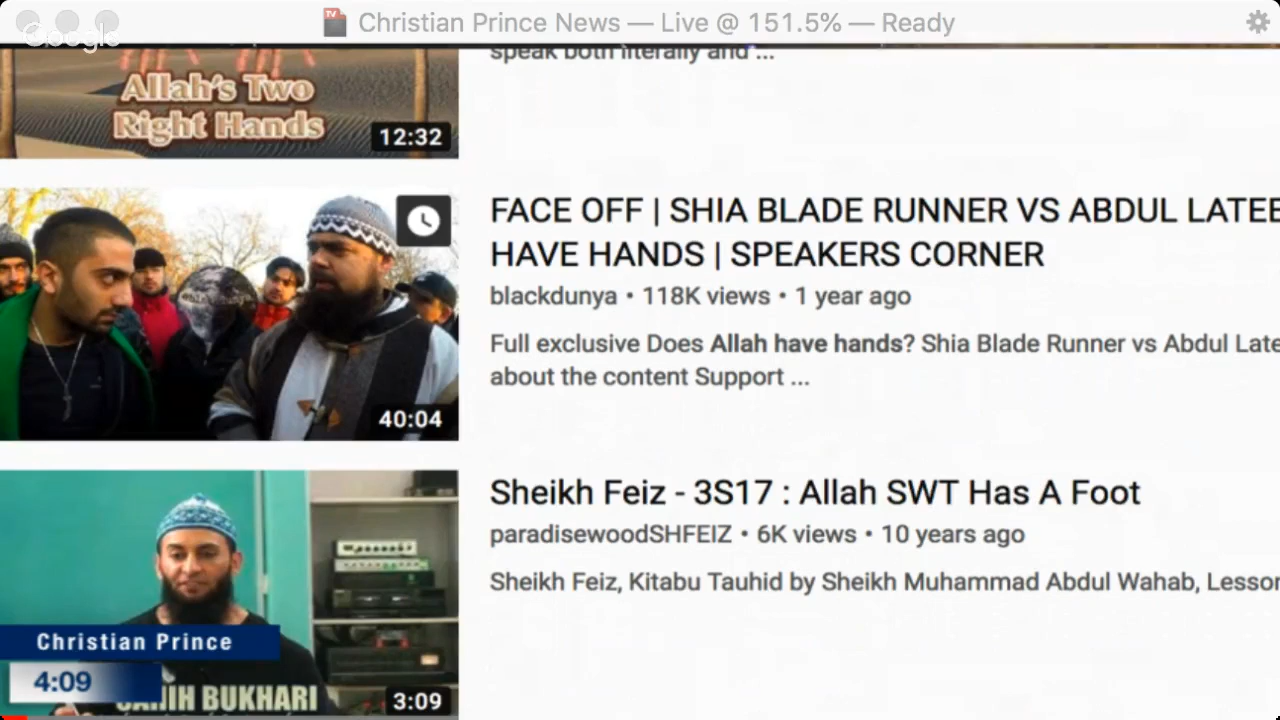 Christian Prince News — Live @ 151.5% — Ready
Google
speak both literally and ...
Allah's Two
Right Hands
12:32
FACE OFF | SHIA BLADE RUNNER VS ABDUL LATEE
HAVE HANDS | SPEAKERS CORNER
blackdunya • 118K views • 1 year ago
Full exclusive Does Allah have hands? Shia Blade Runner vs Abdul Late
about the content Support ...
40:04
Sheikh Feiz - 3S17 : Allah SWT Has A Foot
paradisewoodSHFEIZ • 6K views • 10 years ago
Sheikh Feiz, Kitabu Tauhid by Sheikh Muhammad Abdul Wahab, Lesson
Christian Prince
4:09
SAHIH BUKHARI
3:09